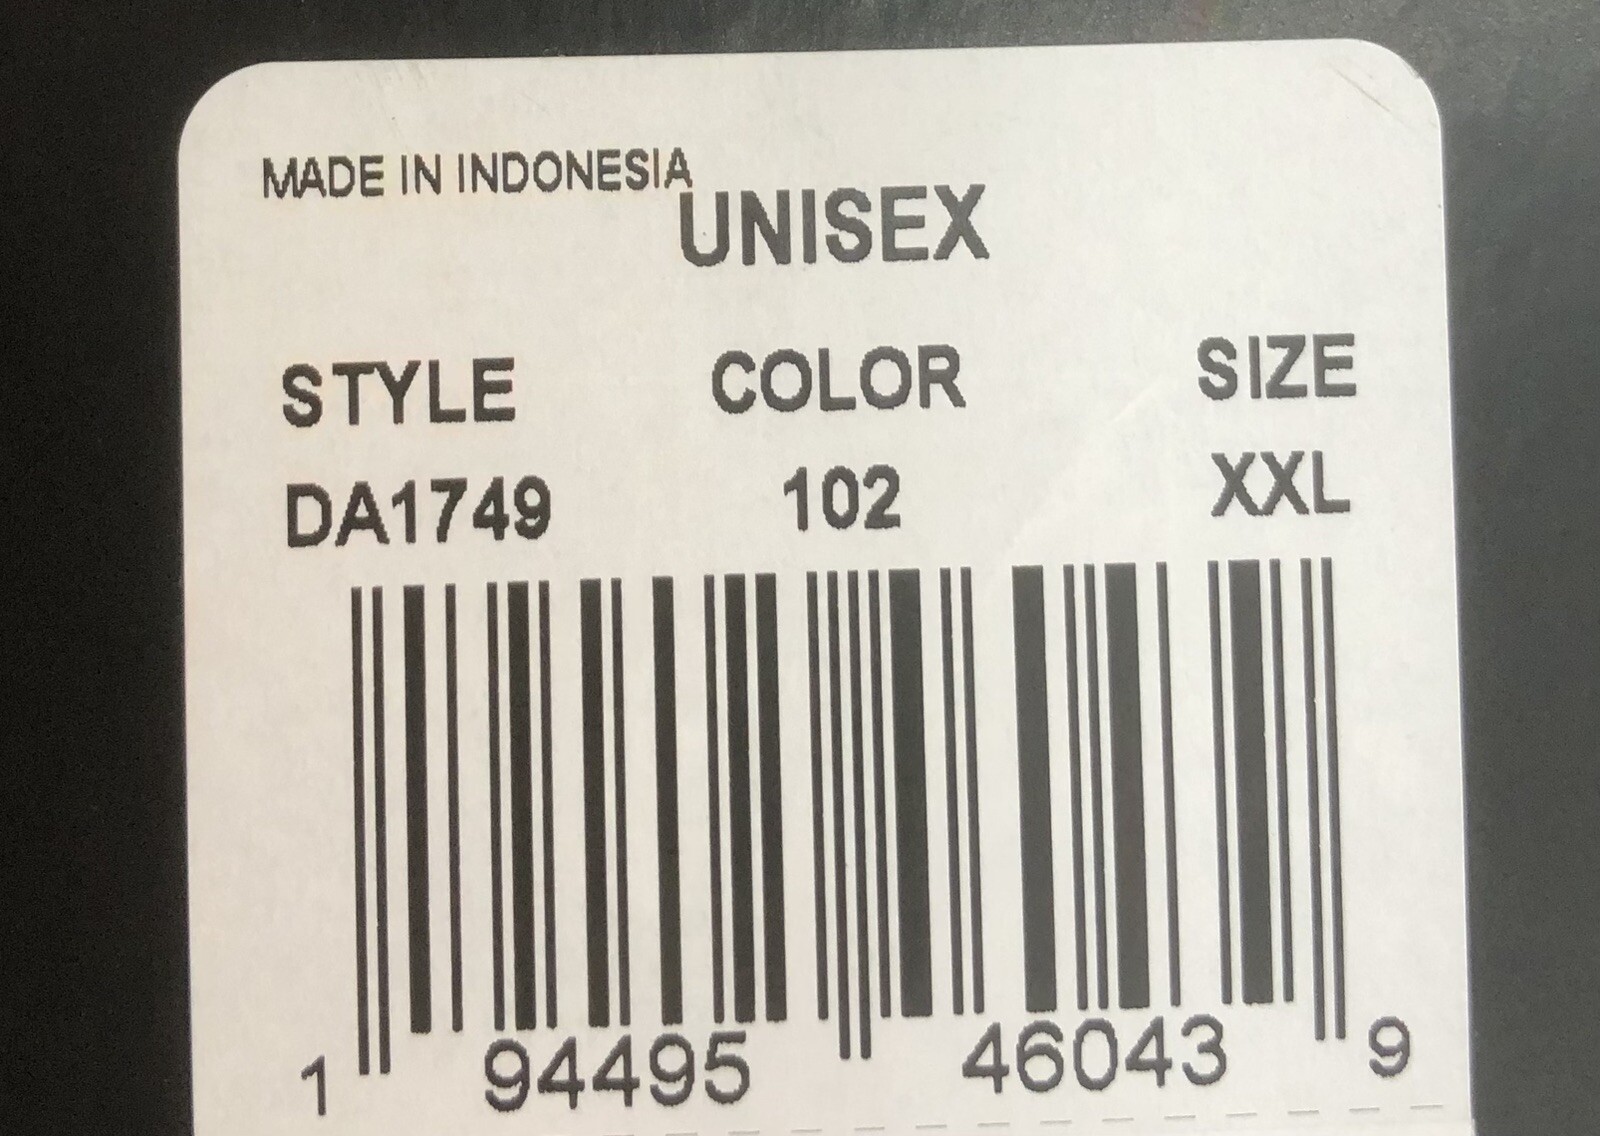 MADE IN INDONESIA
UNISEX
STYLE COLOR SIZE
DA1749 102 XXL
1 94495 46043 9